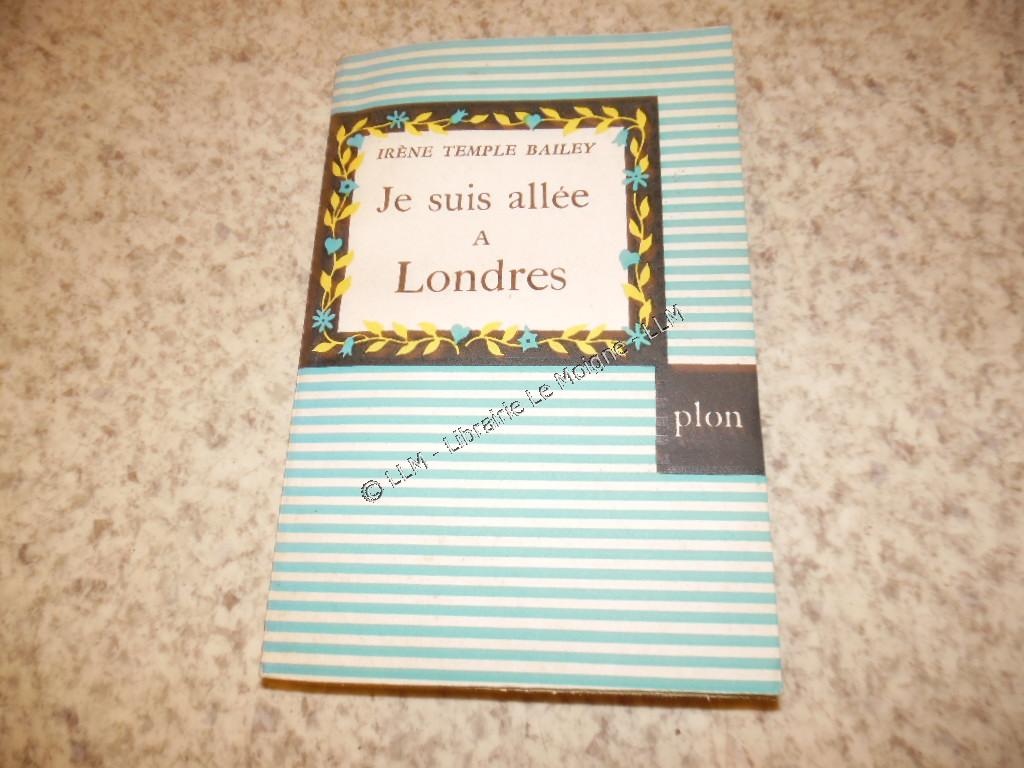 IRÈNE TEMPLE BAILEY
Je suis allée
A
Londres
plon
© LLM - Librairie Le Moigne - LLM